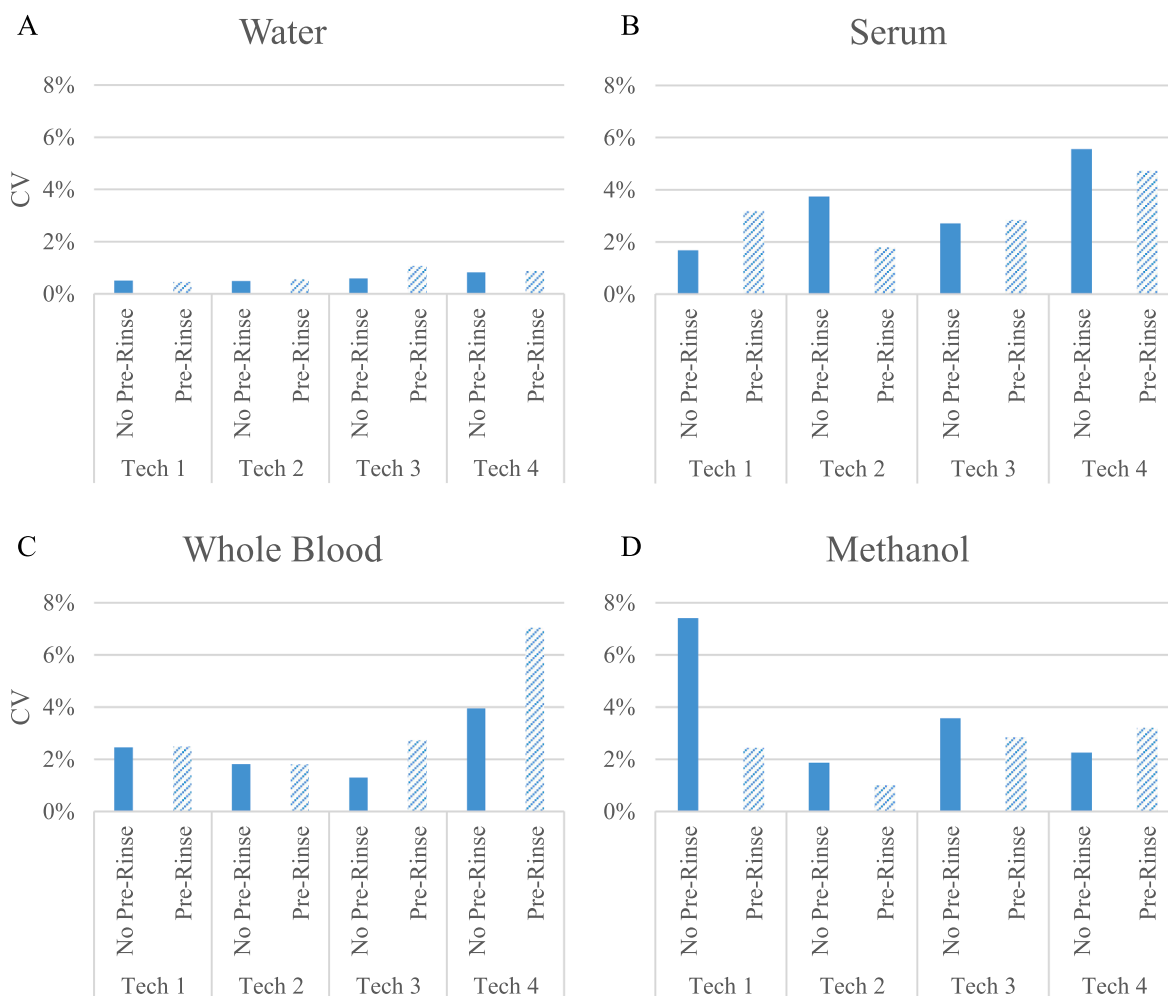 A
Water
8%
6%
4%
2%
0%
CV
No Pre-Rinse
Pre-Rinse
No Pre-Rinse
Pre-Rinse
No Pre-Rinse
Pre-Rinse
No Pre-Rinse
Pre-Rinse
Tech 1
Tech 2
Tech 3
Tech 4
B
Serum
8%
6%
4%
2%
0%
No Pre-Rinse
Pre-Rinse
No Pre-Rinse
Pre-Rinse
No Pre-Rinse
Pre-Rinse
No Pre-Rinse
Pre-Rinse
Tech 1
Tech 2
Tech 3
Tech 4
C
Whole Blood
8%
6%
4%
2%
0%
CV
No Pre-Rinse
Pre-Rinse
No Pre-Rinse
Pre-Rinse
No Pre-Rinse
Pre-Rinse
No Pre-Rinse
Pre-Rinse
Tech 1
Tech 2
Tech 3
Tech 4
D
Methanol
8%
6%
4%
2%
0%
No Pre-Rinse
Pre-Rinse
No Pre-Rinse
Pre-Rinse
No Pre-Rinse
Pre-Rinse
No Pre-Rinse
Pre-Rinse
Tech 1
Tech 2
Tech 3
Tech 4